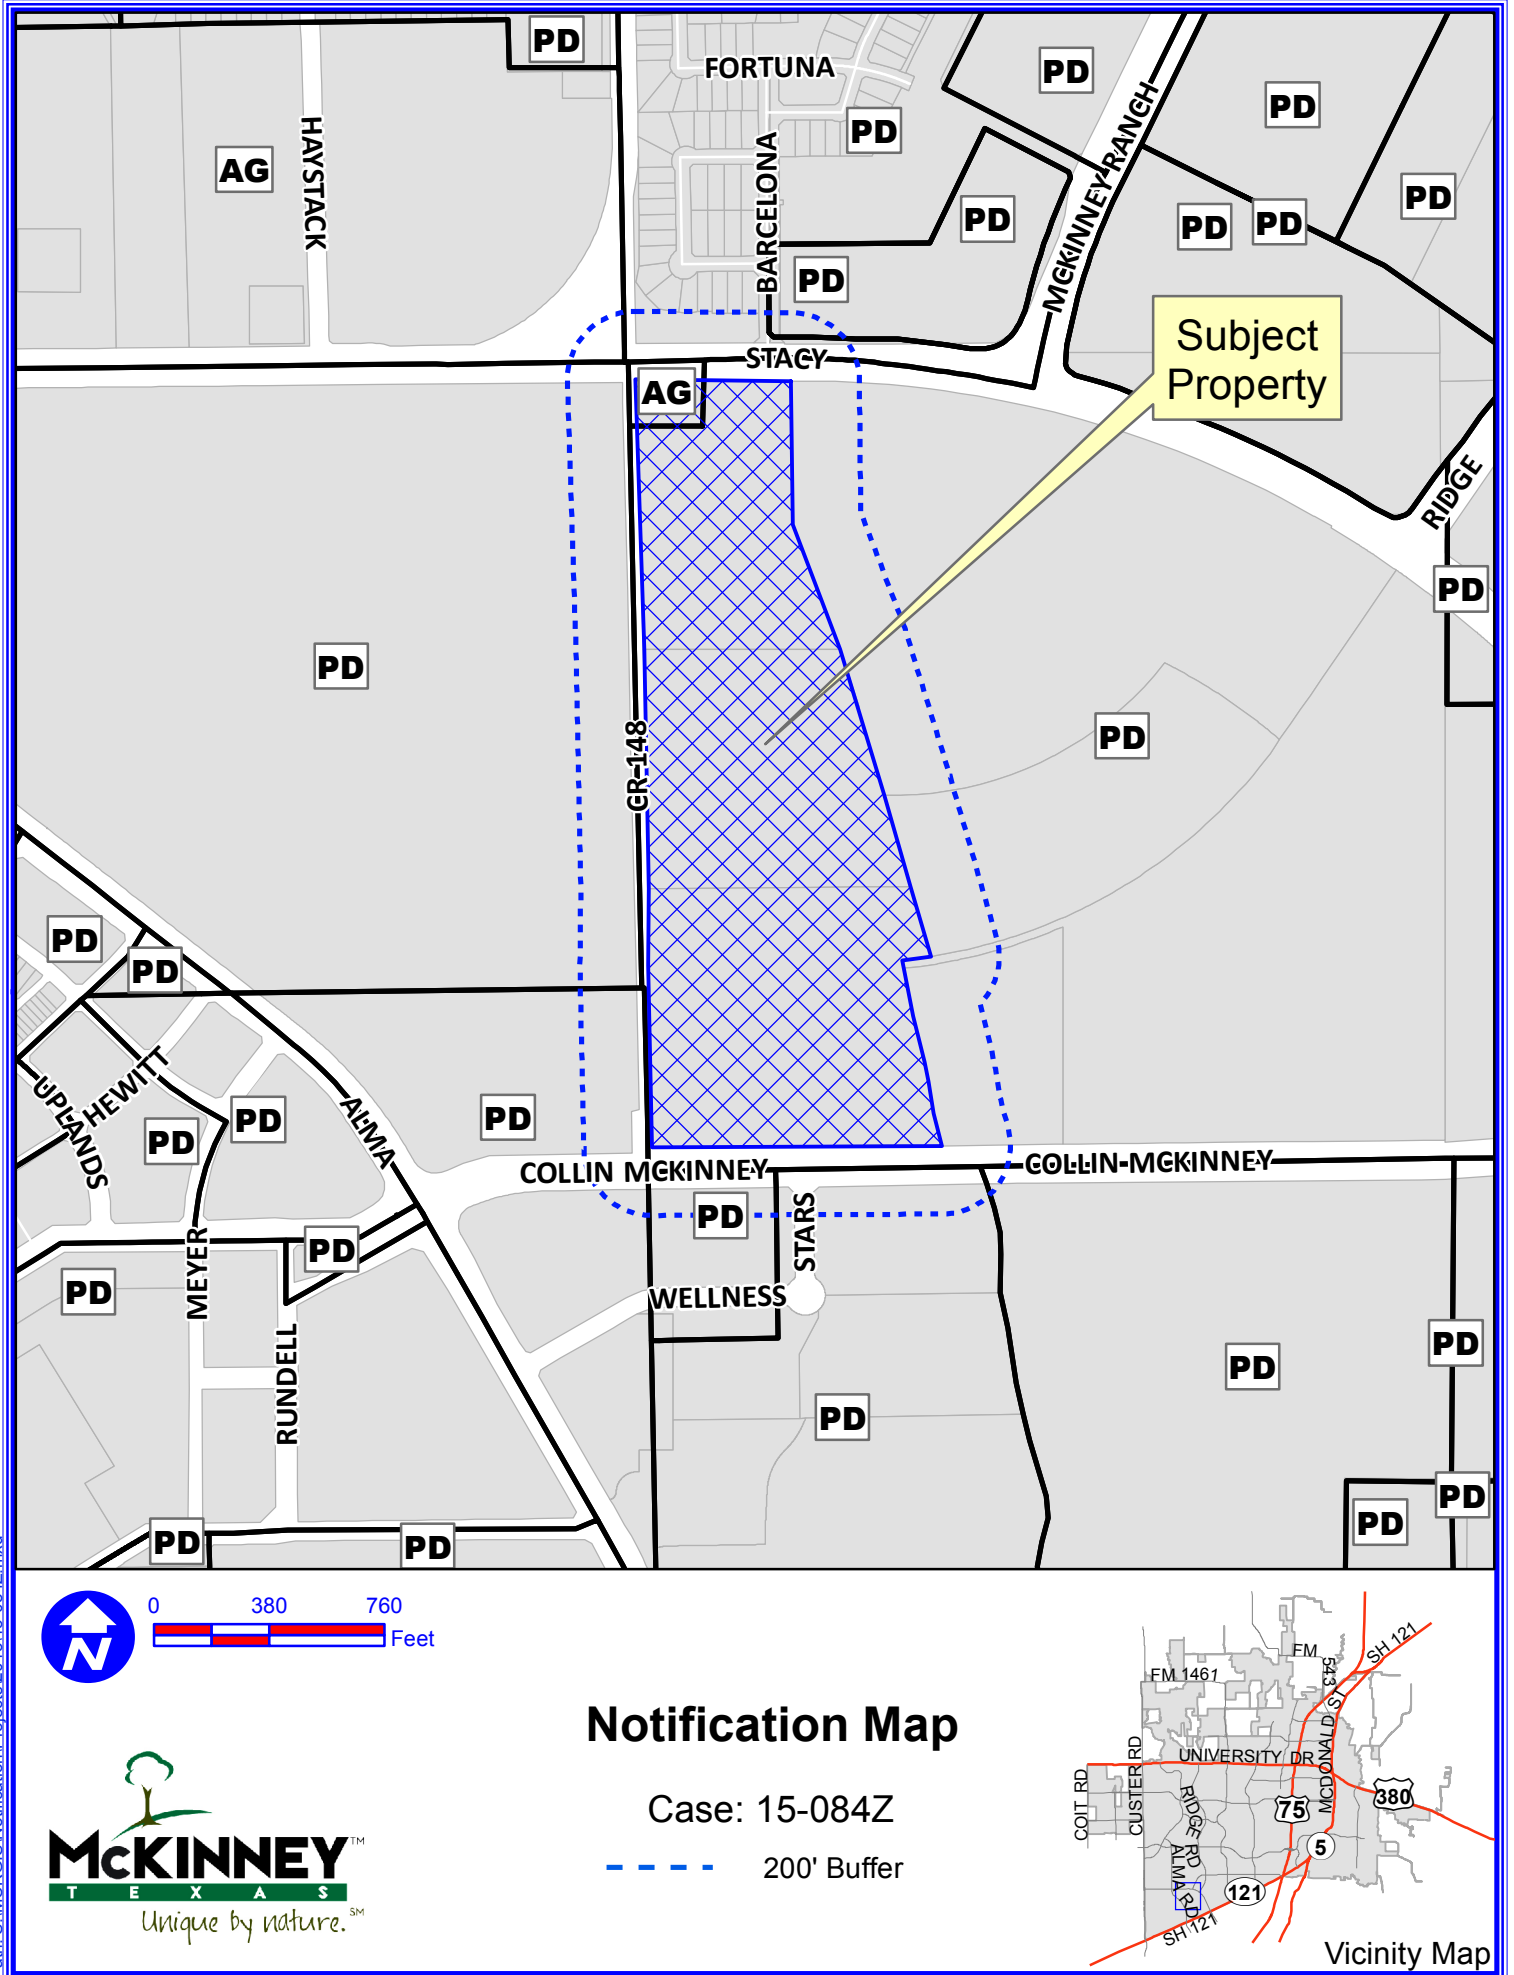 PD
FORTUNA
PD
PD
AG
HAYSTACK
BARCELONA
PD
MCKINNEY RANCH
PD
PD
PD
PD
PD
Subject
Property
STACY
AG
RIDGE
PD
PD
CR-148
PD
PD
PD
UPLANDS
HEWITT
PD
PD
ALMA
PD
COLLIN MCKINNEY
COLLIN MCKINNEY
PD
STARS
MEYER
PD
PD
WELLNESS
RUNDELL
PD
PD
PD
PD
PD
PD
PD
0 380 760
Feet
N
Notification Map
Case: 15-084Z
200' Buffer
McKINNEY™
TEXAS
Unique by nature.℠
FM 1461
FM
543
SH 121
MCDONALD ST
UNIVERSITY DR
COIT RD
CUSTER RD
RIDGE RD
ALMA RD
75
380
5
121
SH 121
Vicinity Map